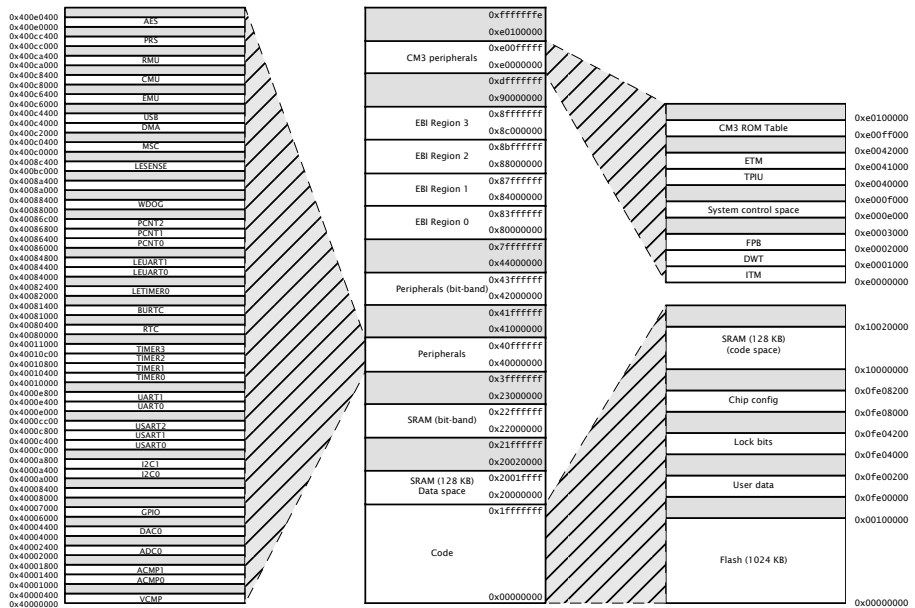 0x400e0400
AES
0x400e0000
0x400cc400
PRS
0x400cc000
0x400ca400
RMU
0x400ca000
0x400c8400
CMU
0x400c8000
0x400c6400
EMU
0x400c6000
0x400c4400
USB
0x400c4000
DMA
0x400c2000
0x400c0400
MSC
0x400c0000
0x4008c400
LESENSE
0x400bc000
0x4008a400
0x4008a000
0x40088400
WDOG
0x40088000
0x40086c00
PCNT2
0x40086800
PCNT1
0x40086400
PCNT0
0x40086000
0x40084800
LEUART1
0x40084400
LEUART0
0x40084000
0x40082400
LETIMER0
0x40082000
0x40081400
BURTC
0x40081000
0x40080400
RTC
0x40080000
0x40011000
TIMER3
0x40010c00
TIMER2
0x40010800
TIMER1
0x40010400
TIMER0
0x40010000
0x4000e800
UART1
0x4000e400
UART0
0x4000e000
0x4000cc00
USART2
0x4000c800
USART1
0x4000c400
USART0
0x4000c000
0x4000a800
I2C1
0x4000a400
I2C0
0x4000a000
0x40008400
0x40008000
0x40007000
GPIO
0x40006000
0x40004400
DAC0
0x40004000
0x40002400
ADC0
0x40002000
0x40001800
ACMP1
0x40001400
ACMP0
0x40001000
0x40000400
VCMP
0x40000000
0xfffffffe
0xe0100000
0xe00fffff
CM3 peripherals
0xe0000000
0xdfffffff
0x90000000
0x8fffffff
EBI Region 3
0x8c000000
0x8bffffff
EBI Region 2
0x88000000
0x87ffffff
EBI Region 1
0x84000000
0x83ffffff
EBI Region 0
0x80000000
0x7fffffff
0x44000000
0x43ffffff
Peripherals (bit-band)
0x42000000
0x41ffffff
0x41000000
0x40ffffff
Peripherals
0x40000000
0x3fffffff
0x23000000
0x22ffffff
SRAM (bit-band)
0x22000000
0x21ffffff
0x20020000
0x2001ffff
SRAM (128 KB)
Data space
0x20000000
0x1fffffff
Code
0x00000000
0xe0100000
CM3 ROM Table
0xe00ff000
0xe0042000
ETM
0xe0041000
TPIU
0xe0040000
0xe000f000
System control space
0xe000e000
0xe0003000
FPB
0xe0002000
DWT
0xe0001000
ITM
0xe0000000
0x10020000
SRAM (128 KB)
(code space)
0x10000000
0x0fe08200
Chip config
0x0fe08000
0x0fe04200
Lock bits
0x0fe04000
0x0fe00200
User data
0x0fe00000
0x00100000
Flash (1024 KB)
0x00000000